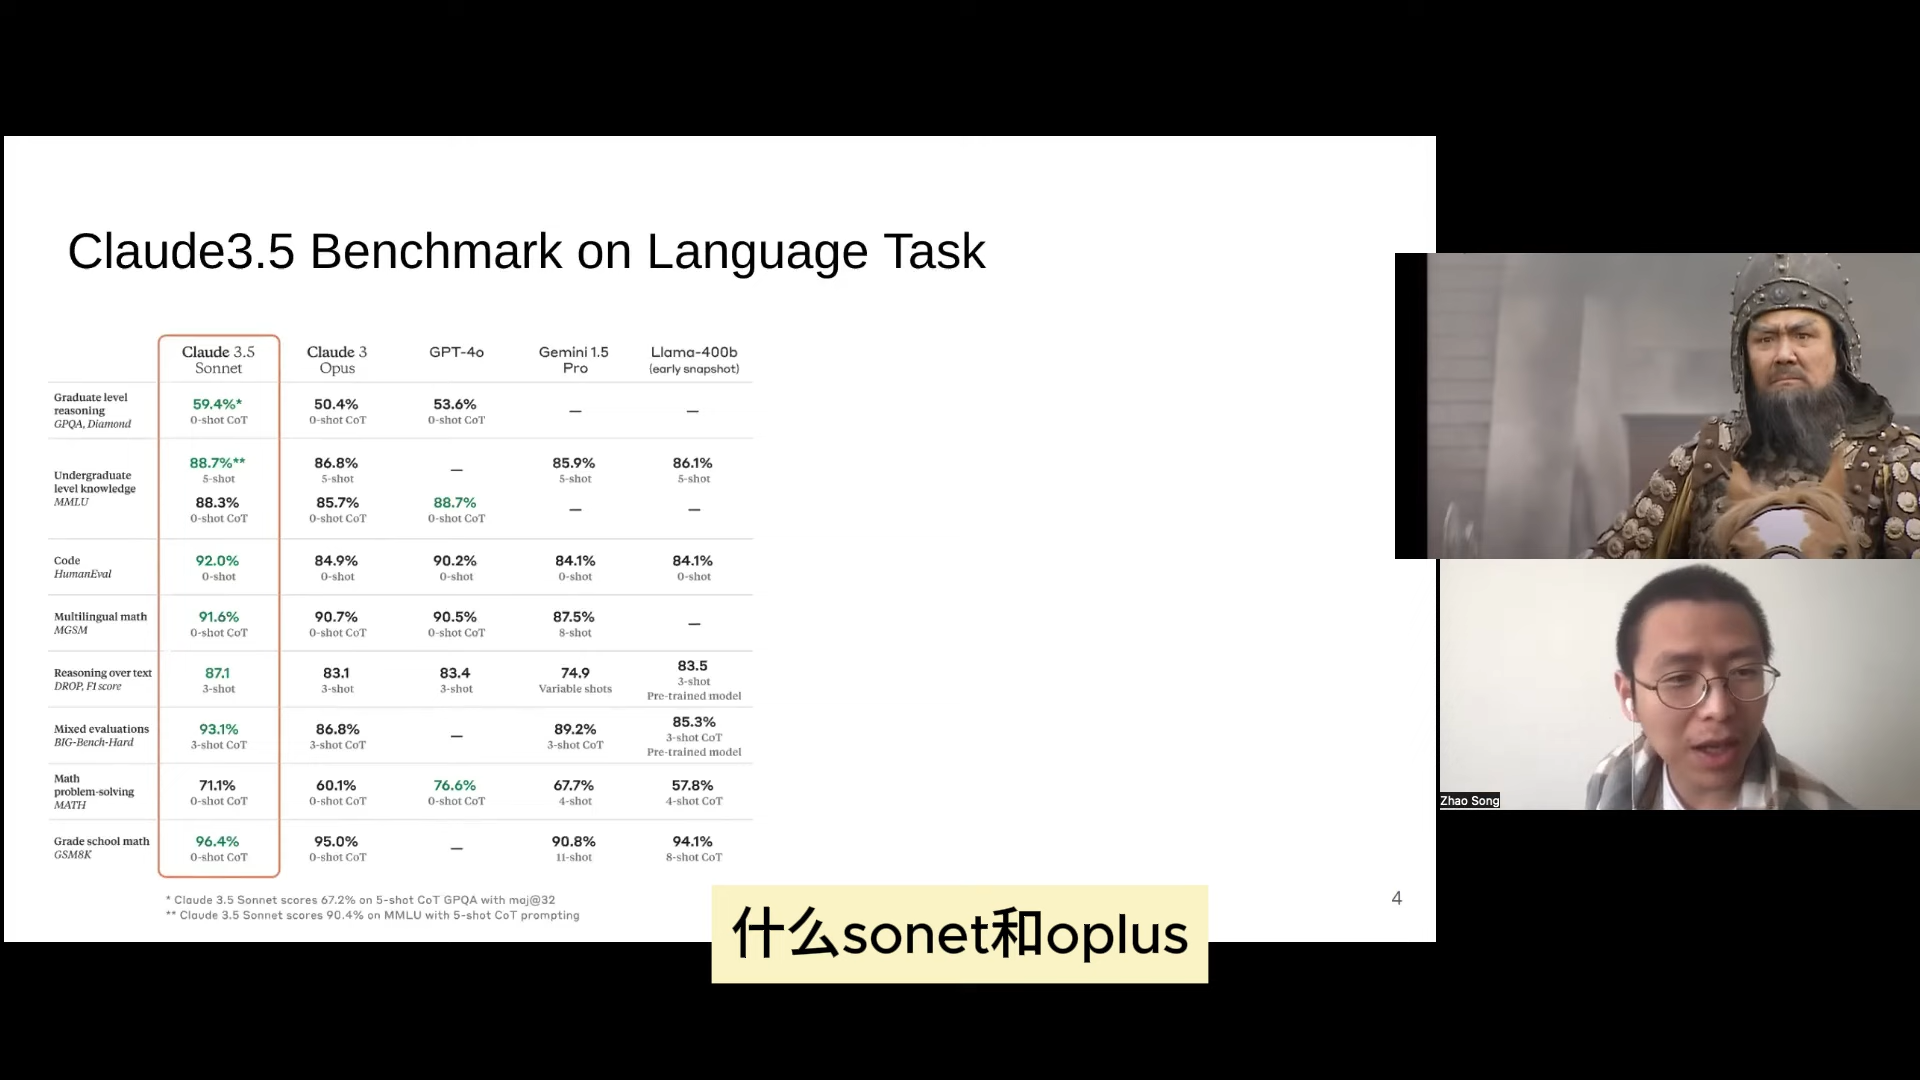 Claude3.5 Benchmark on Language Task
Claude 3.5 Sonnet
Claude 3 Opus
GPT-4o
Gemini 1.5 Pro
Llama-400b (early snapshot)
Graduate level reasoning GPQA, Diamond
59.4%* 0-shot CoT
50.4% 0-shot CoT
53.6% 0-shot CoT
—
—
Undergraduate level knowledge MMLU
88.7%** 5-shot
86.8% 5-shot
—
85.9% 5-shot
86.1% 5-shot
88.3% 0-shot CoT
85.7% 0-shot CoT
88.7% 0-shot CoT
—
—
Code HumanEval
92.0% 0-shot
84.9% 0-shot
90.2% 0-shot
84.1% 0-shot
84.1% 0-shot
Multilingual math MGSM
91.6% 0-shot CoT
90.7% 0-shot CoT
90.5% 0-shot CoT
87.5% 8-shot
—
Reasoning over text DROP, F1 score
87.1 3-shot
83.1 3-shot
83.4 3-shot
74.9 Variable shots
83.5 3-shot Pre-trained model
Mixed evaluations BIG-Bench-Hard
93.1% 3-shot CoT
86.8% 3-shot CoT
—
89.2% 3-shot CoT
85.3% 3-shot CoT Pre-trained model
Math problem-solving MATH
71.1% 0-shot CoT
60.1% 0-shot CoT
76.6% 0-shot CoT
67.7% 4-shot
57.8% 4-shot CoT
Grade school math GSM8K
96.4% 0-shot CoT
95.0% 0-shot CoT
—
90.8% 11-shot
94.1% 8-shot CoT
* Claude 3.5 Sonnet scores 67.2% on 5-shot CoT GPQA with maj@32
** Claude 3.5 Sonnet scores 90.4% on MMLU with 5-shot CoT prompting
4
Zhao Song
什么sonet和oplus